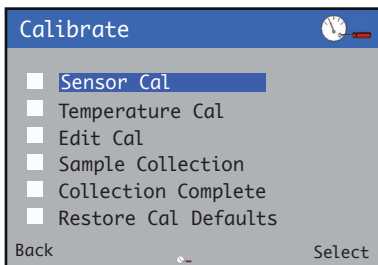 Calibrate
Sensor Cal
Temperature Cal
Edit Cal
Sample Collection
Collection Complete
Restore Cal Defaults
Back
Select